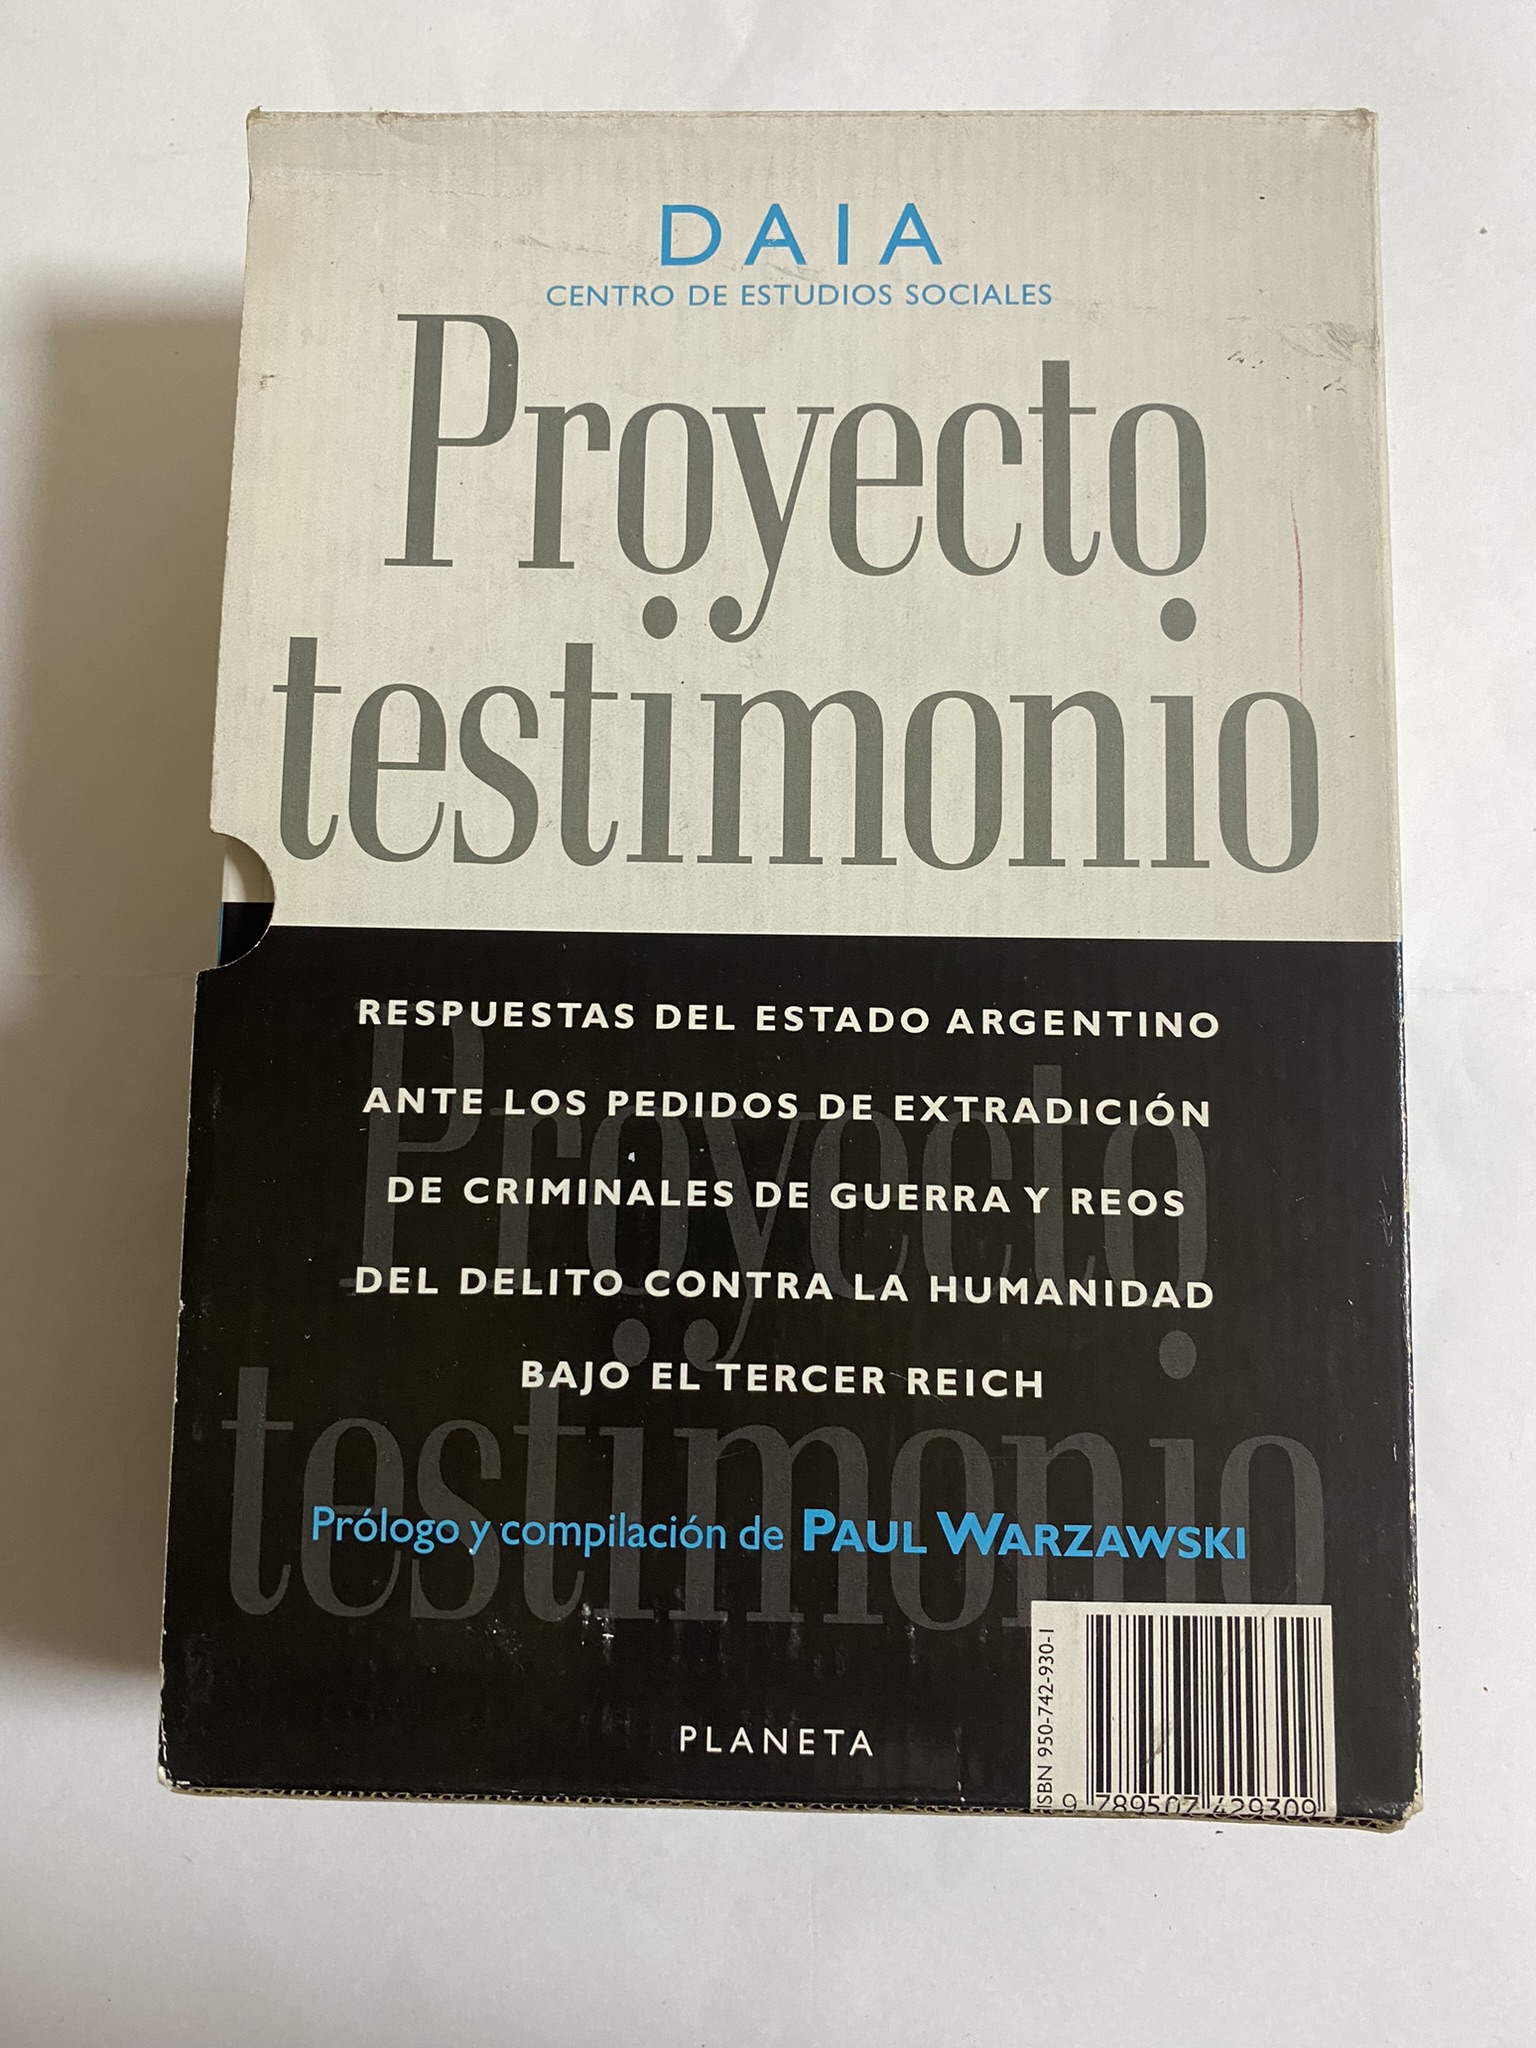 DAIA
CENTRO DE ESTUDIOS SOCIALES
Proyecto
testimonio
RESPUESTAS DEL ESTADO ARGENTINO
ANTE LOS PEDIDOS DE EXTRADICIÓN
DE CRIMINALES DE GUERRA Y REOS
DEL DELITO CONTRA LA HUMANIDAD
BAJO EL TERCER REICH
Proyecto
testimonio
Prólogo y compilación de PAUL WARZAWSKI
PLANETA
ISBN 950-742-930-1
9 789507 429309